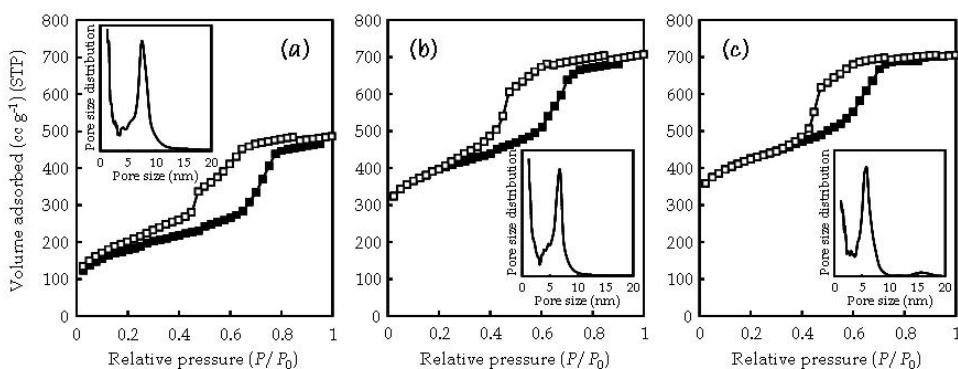 800
700
600
500
400
300
200
100
0
Volume adsorbed (cc g⁻¹) (STP)
0 0.2 0.4 0.6 0.8 1
Relative pressure (P/P₀)
(a)
Pore size distribution
0 5 10 15 20
Pore size (nm)
800
700
600
500
400
300
200
100
0
0 0.2 0.4 0.6 0.8 1
Relative pressure (P/P₀)
(b)
Pore size distribution
0 5 10 15 20
Pore size (nm)
800
700
600
500
400
300
200
100
0
0 0.2 0.4 0.6 0.8 1
Relative pressure (P/P₀)
(c)
Pore size distribution
0 5 10 15 20
Pore size (nm)